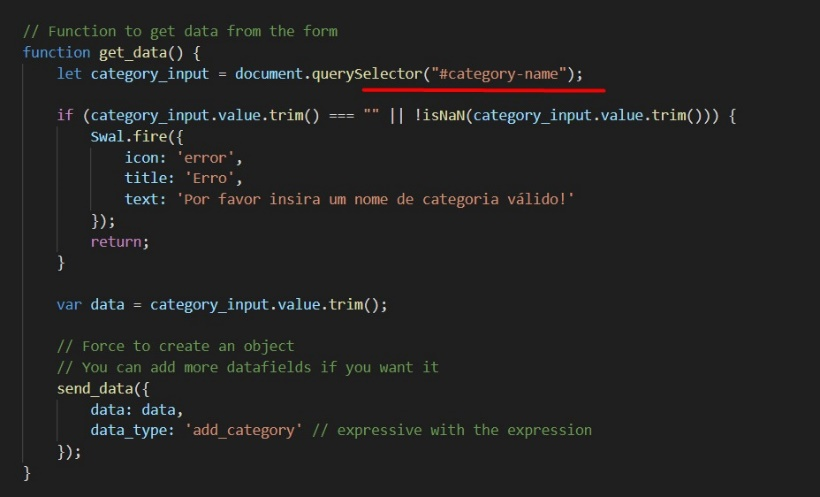 // Function to get data from the form
function get_data() {
let category_input = document.querySelector("#category-name");
if (category_input.value.trim() === "" || !isNaN(category_input.value.trim())) {
Swal.fire({
icon: 'error',
title: 'Erro',
text: 'Por favor insira um nome de categoria válido!'
});
return;
}
var data = category_input.value.trim();
// Force to create an object
// You can add more datafields if you want it
send_data({
data: data,
data_type: 'add_category' // expressive with the expression
});
}